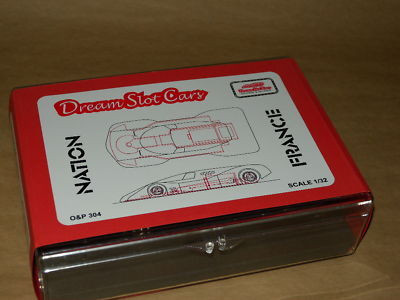 Dream Slot Cars
NATION
FRANCE
O&P 304
SCALE 1/32